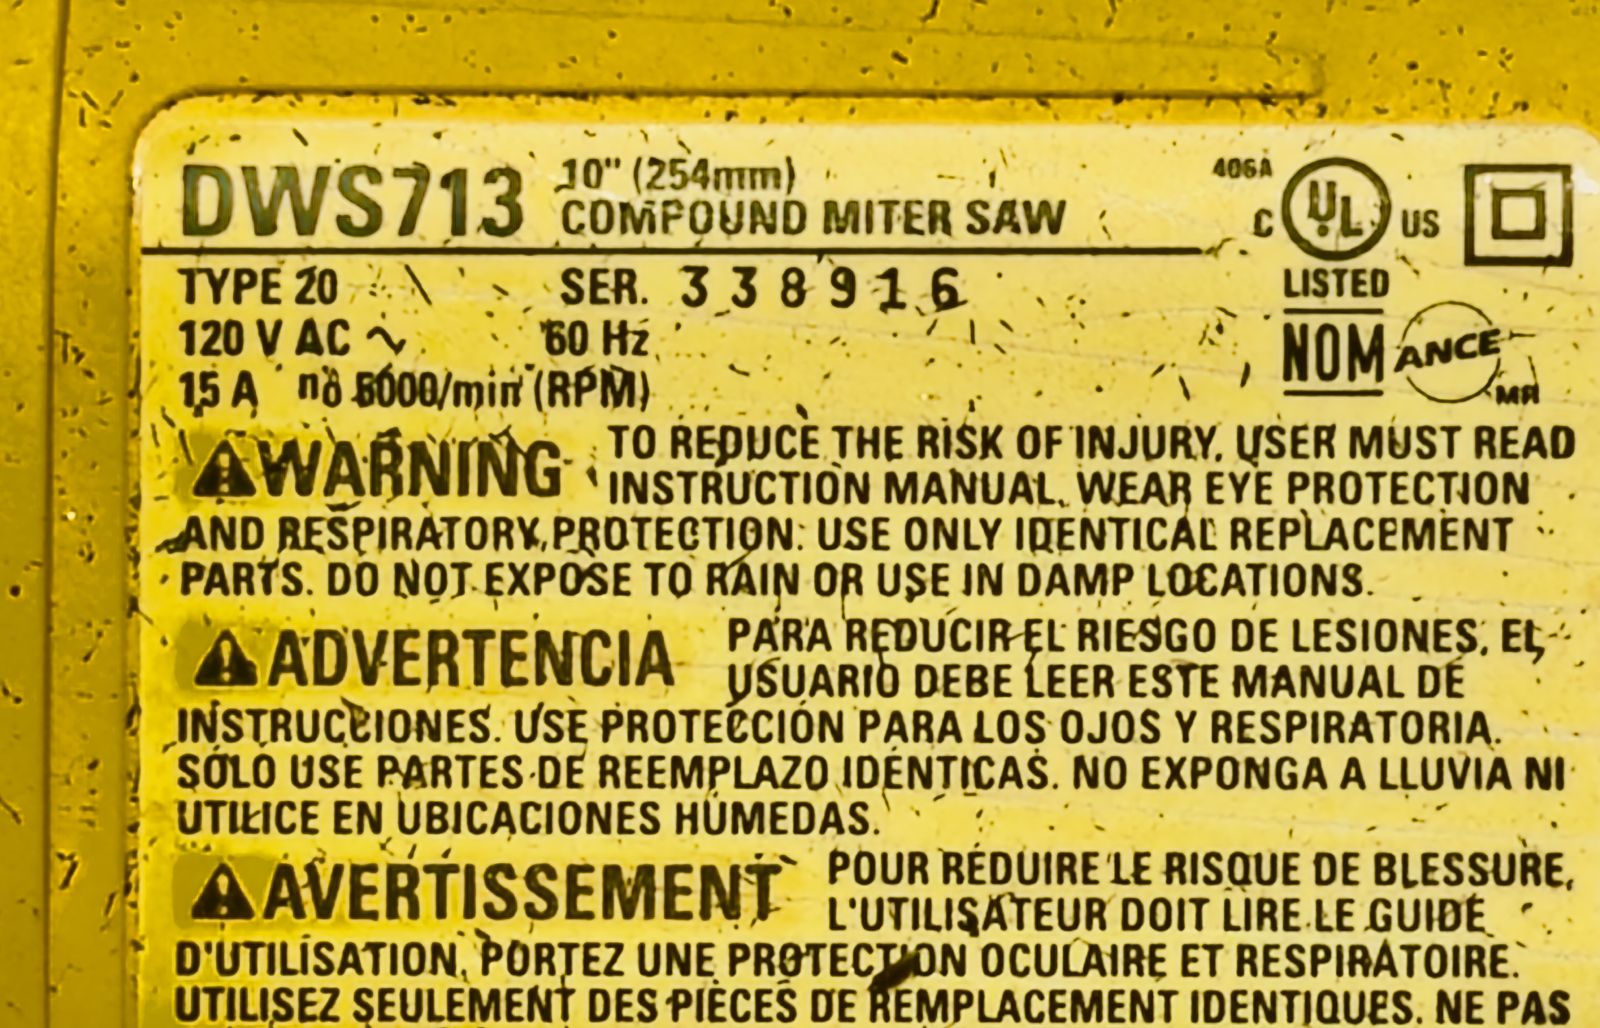 DWS713 10" (254mm)
COMPOUND MITER SAW
406A
C UL US
LISTED
TYPE 20 SER. 338916
120 V AC ~ 60 Hz
NOM ANCE
MR
15 A no 5000/min (RPM)
WARNING TO REDUCE THE RISK OF INJURY, USER MUST READ
INSTRUCTION MANUAL. WEAR EYE PROTECTION
AND RESPIRATORY PROTECTION. USE ONLY IDENTICAL REPLACEMENT
PARTS. DO NOT EXPOSE TO RAIN OR USE IN DAMP LOCATIONS.
ADVERTENCIA PARA REDUCIR EL RIESGO DE LESIONES, EL
USUARIO DEBE LEER ESTE MANUAL DE
INSTRUCCIONES. USE PROTECCIÓN PARA LOS OJOS Y RESPIRATORIA.
SÓLO USE PARTES DE REEMPLAZO IDÉNTICAS. NO EXPONGA A LLUVIA NI
UTILICE EN UBICACIONES HÚMEDAS.
AVERTISSEMENT POUR RÉDUIRE LE RISQUE DE BLESSURE,
L'UTILISATEUR DOIT LIRE LE GUIDE
D'UTILISATION, PORTEZ UNE PROTECTION OCULAIRE ET RESPIRATOIRE.
UTILISEZ SEULEMENT DES PIÈCES DE REMPLACEMENT IDENTIQUES. NE PAS